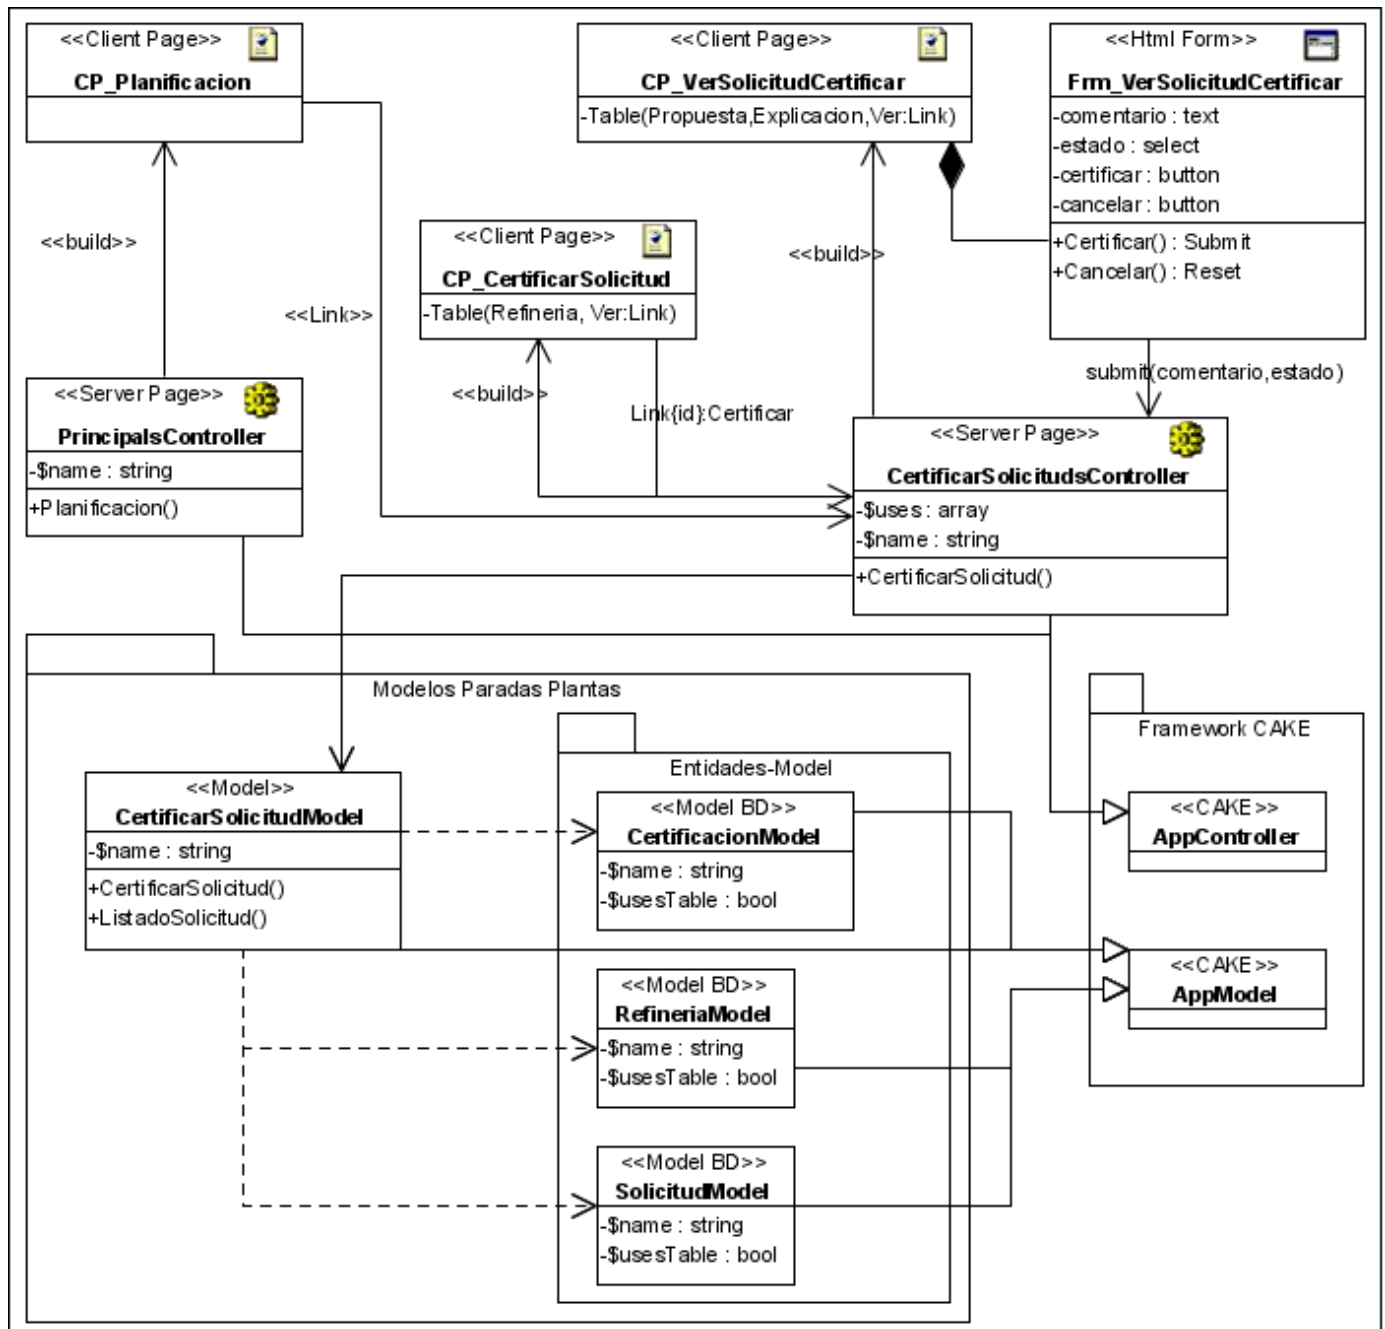 <<Client Page>>
CP_Planificacion
<<Client Page>>
CP_VerSolicitudCertificar
-Table(Propuesta,Explicacion,Ver:Link)
<<Html Form>>
Frm_VerSolicitudCertificar
-comentario : text
-estado : select
-certificar : button
-cancelar : button
+Certificar() : Submit
+Cancelar() : Reset
<<build>>
<<Link>>
<<Client Page>>
CP_CertificarSolicitud
-Table(Refineria, Ver:Link)
<<build>>
<<build>>
Link{id}:Certificar
submit(comentario,estado)
<<Server Page>>
PrincipalsController
-$name : string
+Planificacion()
<<Server Page>>
CertificarSolicitudsController
-$uses : array
-$name : string
+CertificarSolicitud()
Modelos Paradas Plantas
<<Model>>
CertificarSolicitudModel
-$name : string
+CertificarSolicitud()
+ListadoSolicitud()
Entidades-Model
<<Model BD>>
CertificacionModel
-$name : string
-$usesTable : bool
<<Model BD>>
RefineriaModel
-$name : string
-$usesTable : bool
<<Model BD>>
SolicitudModel
-$name : string
-$usesTable : bool
Framework CAKE
<<CAKE>>
AppController
<<CAKE>>
AppModel